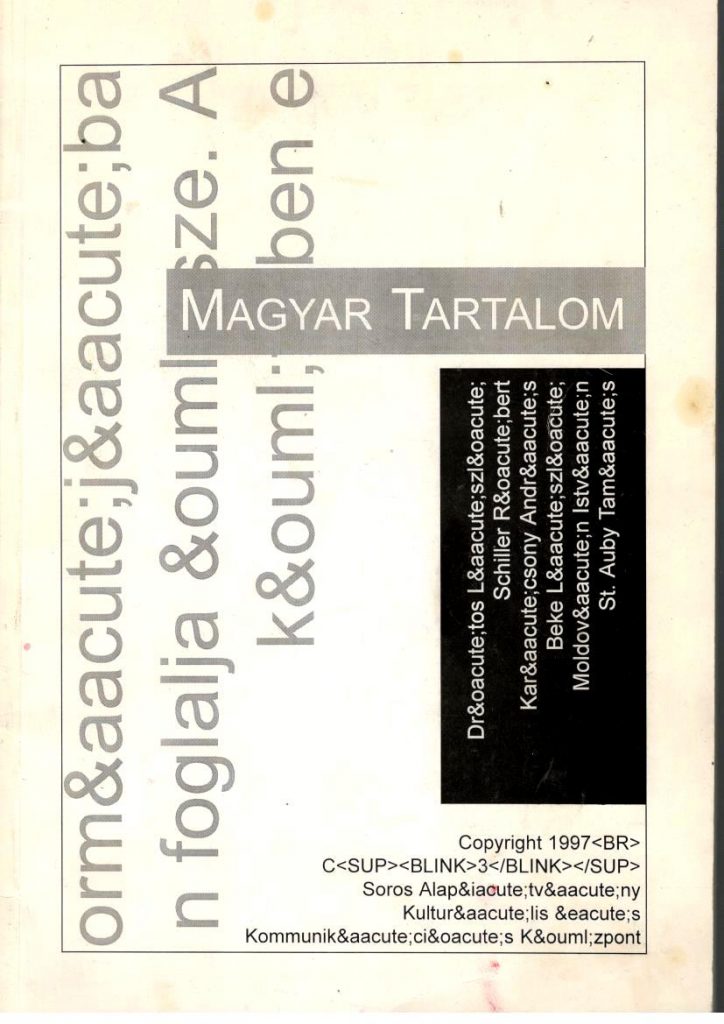 orm&aacute;j&aacute;ba
n foglalja &ouml sze. A
k&ouml; ben e
MAGYAR TARTALOM
Dr&oacute;tos L&aacute;szl&oacute;
Schiller R&oacute;bert
Kar&aacute;csony Andr&aacute;s
Beke L&aacute;szl&oacute;
Moldov&aacute;n Istv&aacute;n
St. Auby Tam&aacute;s
Copyright 1997<BR>
C<SUP><BLINK>3</BLINK></SUP>
Soros Alap&iacute;tv&aacute;ny
Kultur&aacute;lis &eacute;s
Kommunik&aacute;ci&oacute;s K&ouml;zpont